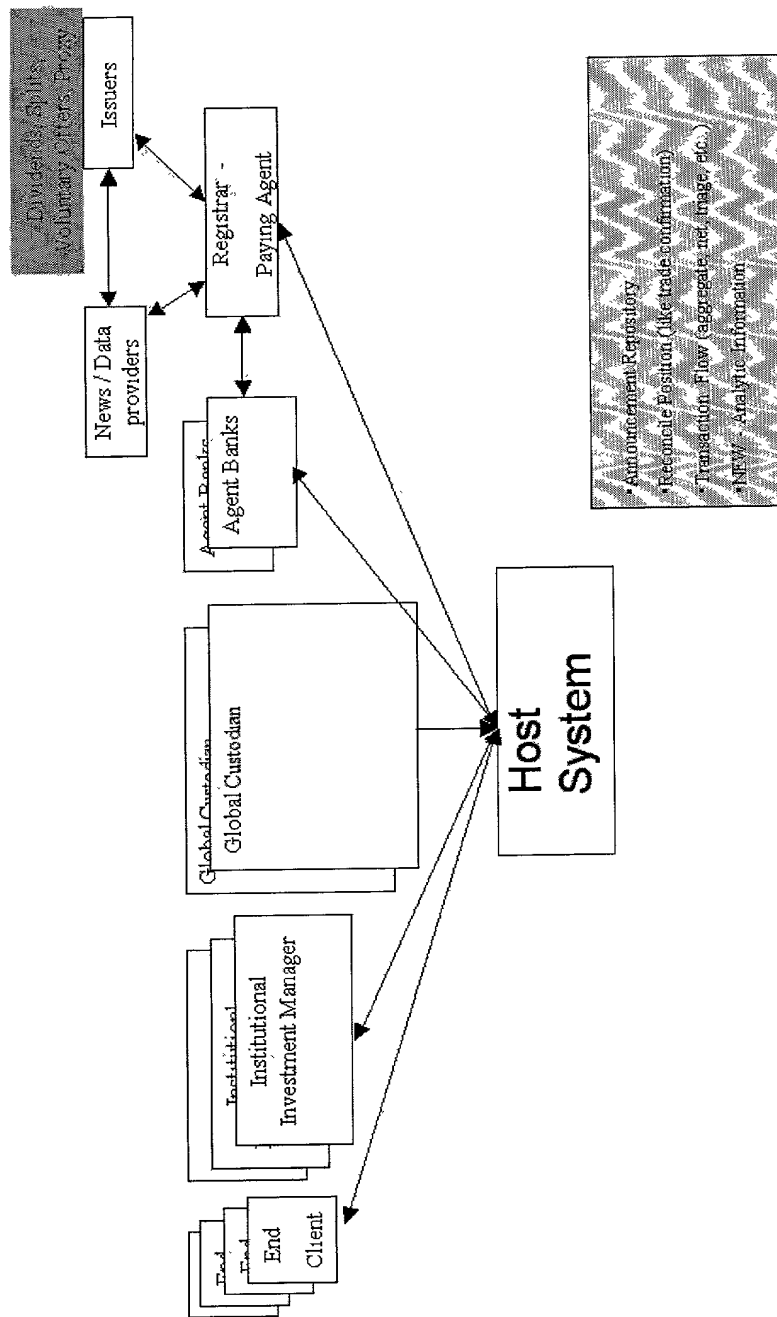 Dividends, Splits,
Voluntary Offers, Proxy
Issuers
News / Data
providers
Registrar -
Paying Agent
Agent Banks
Agent Banks
Global Custodian
Global Custodian
Institutional
Institutional
Investment Manager
End
End
End
Client
Host
System
▪Announcement Repository
▪Reconcile Position (like trade confirmation)
▪Transaction Flow (aggregate, net, image, etc..)
▪NEW - Analytic Information